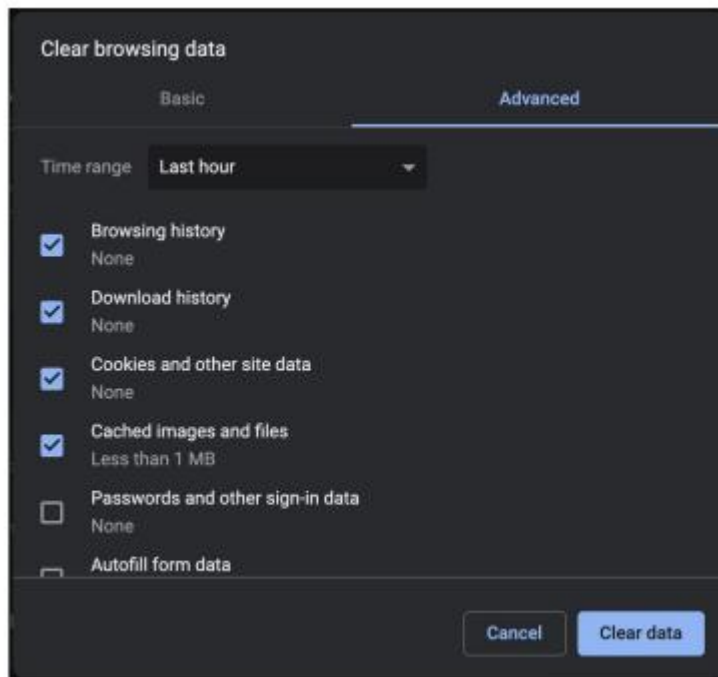 Clear browsing data
Basic
Advanced
Time range
Last hour
Browsing history
None
Download history
None
Cookies and other site data
None
Cached images and files
Less than 1 MB
Passwords and other sign-in data
None
Autofill form data
Cancel
Clear data